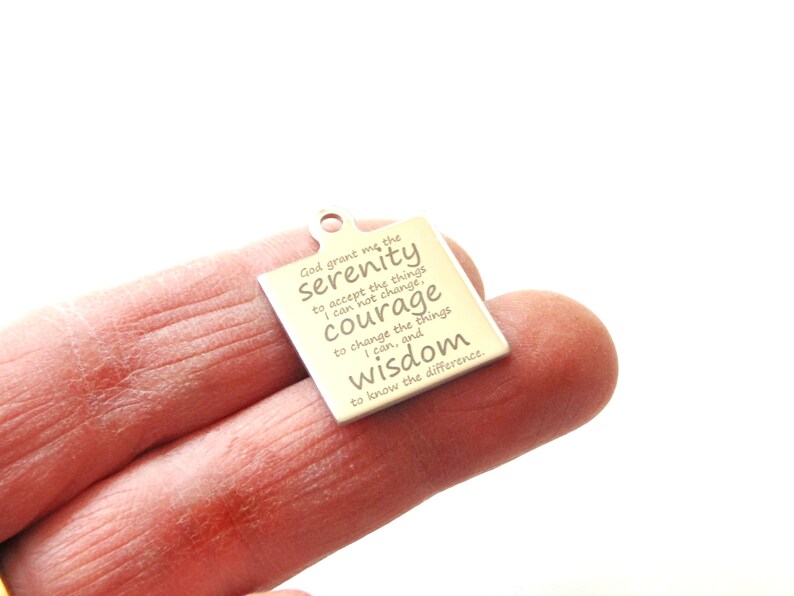 God grant me the
serenity
to accept the things
I can not change,
courage
to change the things
I can, and
wisdom
to know the difference.